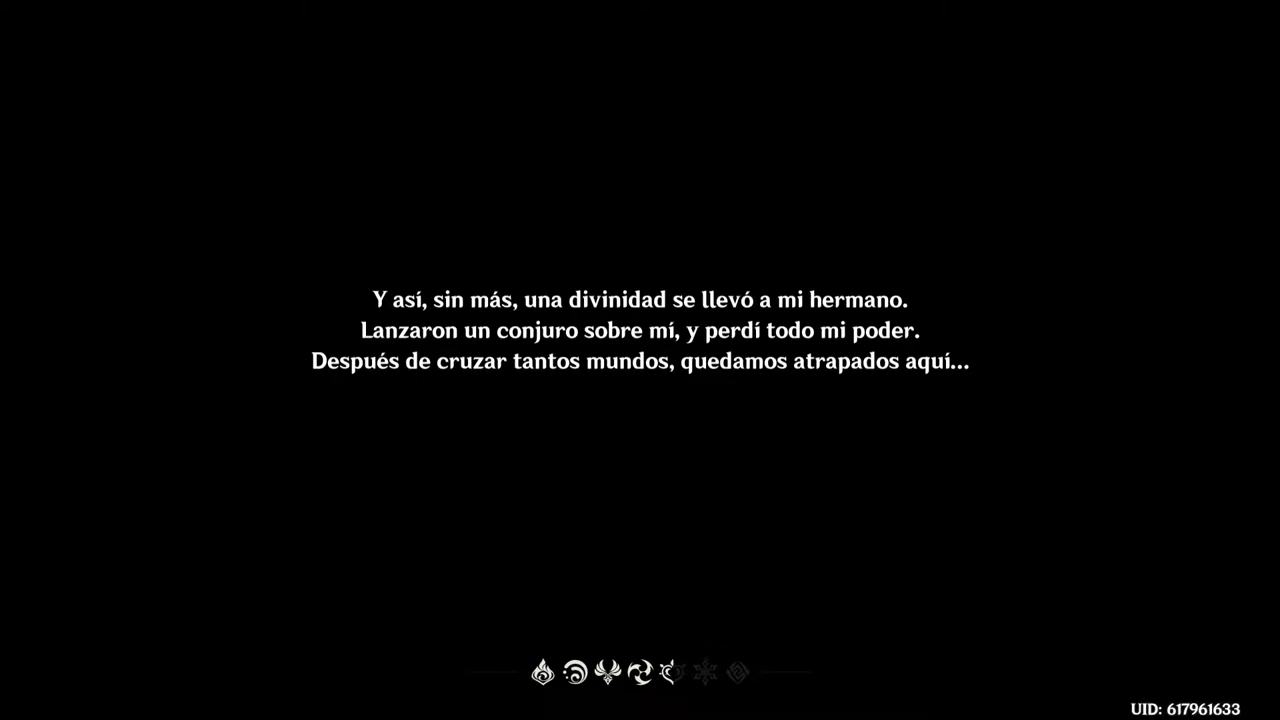 Y así, sin más, una divinidad se llevó a mi hermano.
Lanzaron un conjuro sobre mí, y perdí todo mi poder.
Después de cruzar tantos mundos, quedamos atrapados aquí...
UID: 617961633